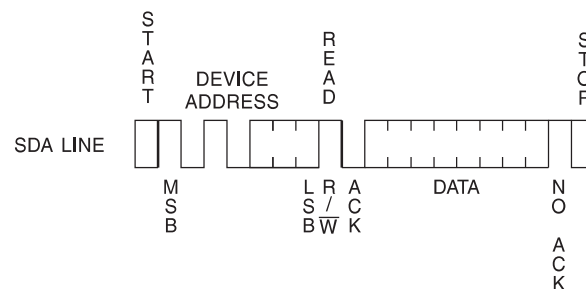 START
DEVICE
ADDRESS
READ
STOP
SDA LINE
MSB
LSB
R/W
ACK
DATA
NO ACK